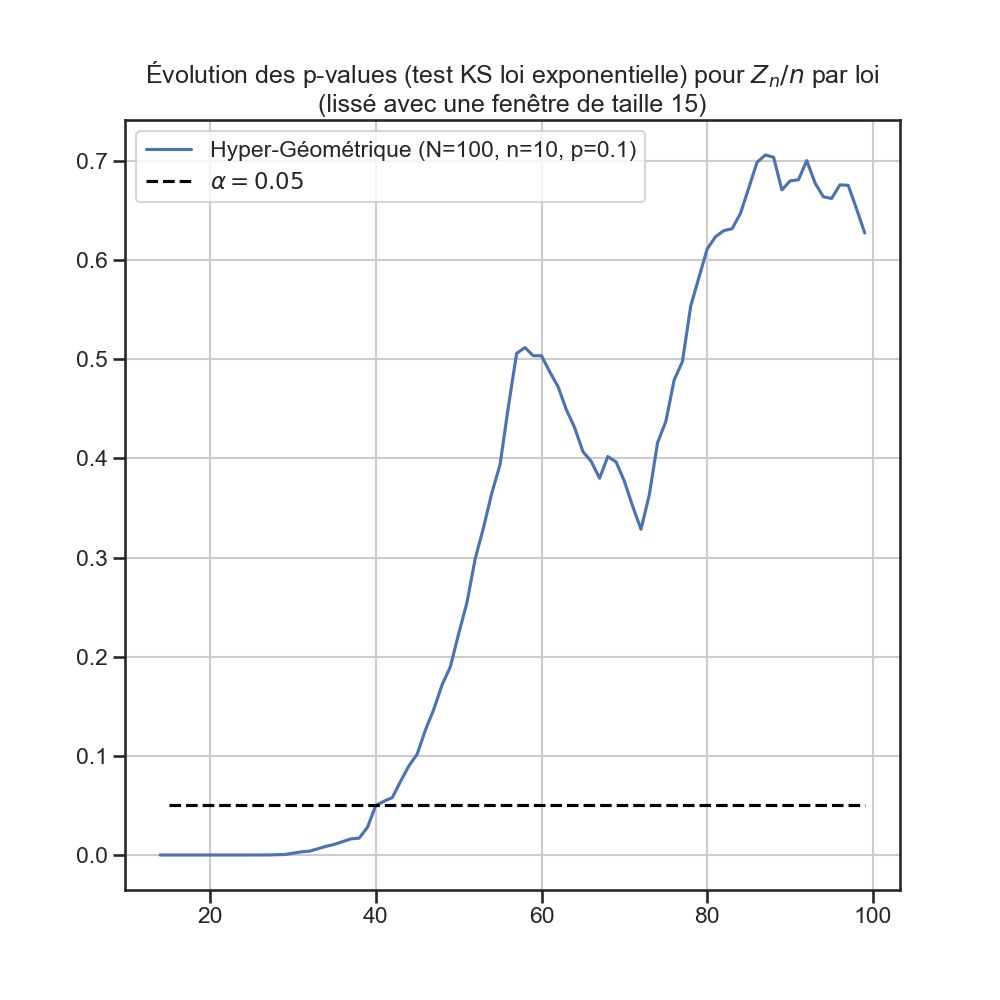 Évolution des p-values (test KS loi exponentielle) pour Zₙ/n par loi
(lissé avec une fenêtre de taille 15)
Hyper-Géométrique (N=100, n=10, p=0.1)
α = 0.05
0.7
0.6
0.5
0.4
0.3
0.2
0.1
0.0
20 40 60 80 100